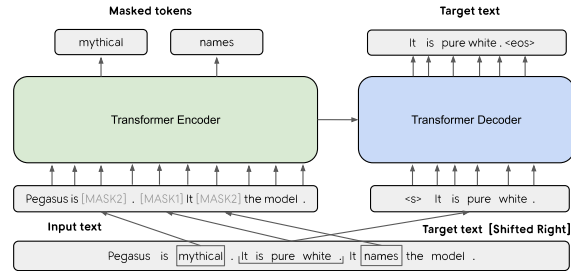 Masked tokens
Target text
mythical
names
It is pure white . <eos>
Transformer Encoder
Transformer Decoder
Pegasus is [MASK2] . [MASK1] It [MASK2] the model .
<s> It is pure white .
Input text
Target text [Shifted Right]
Pegasus is mythical . It is pure white . It names the model .